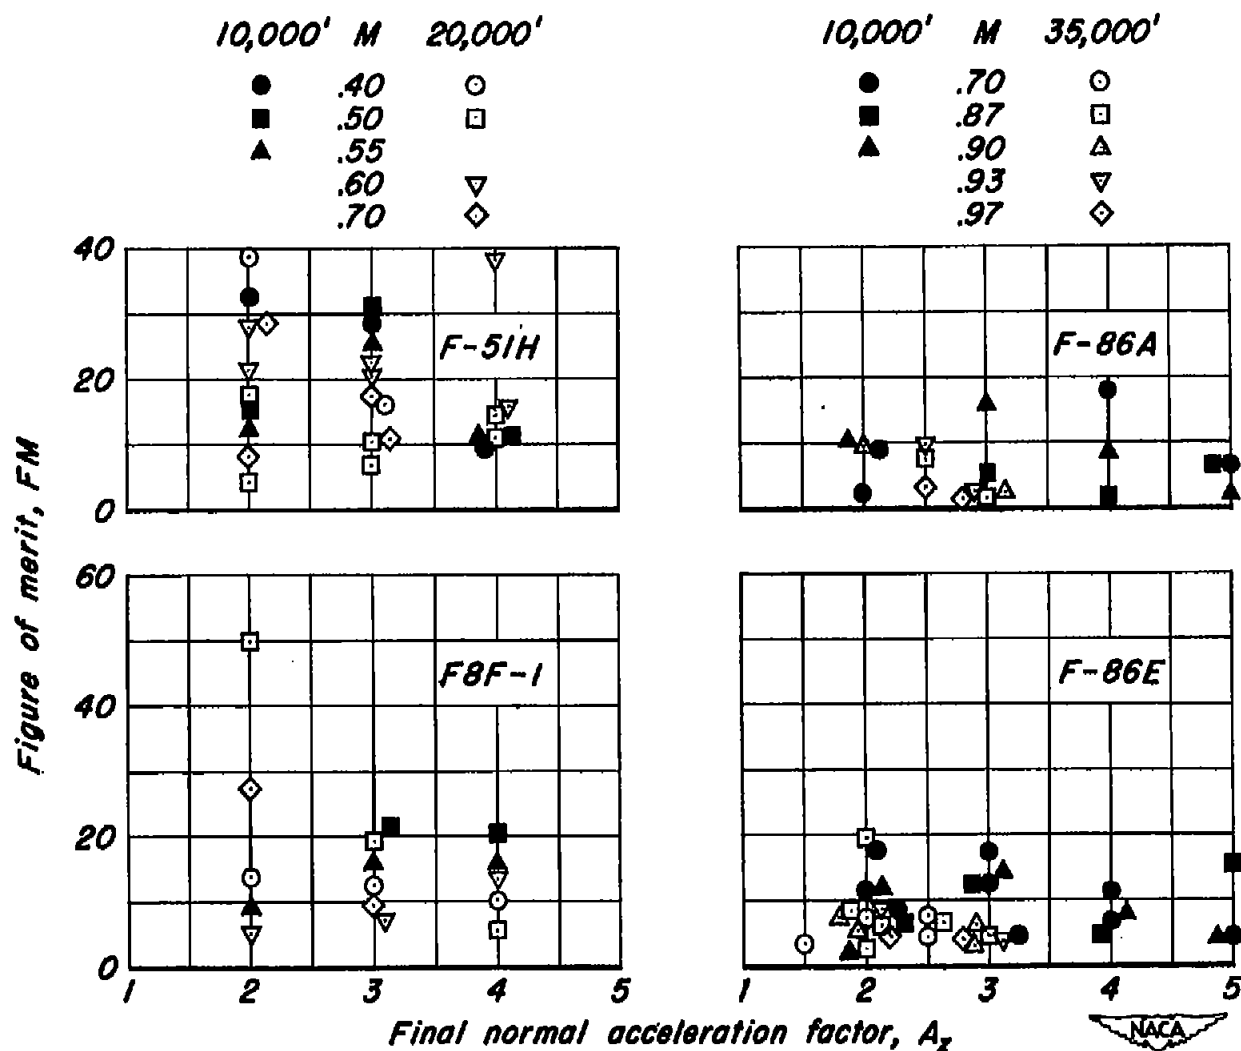 10,000' M 20,000'
.40
.50
.55
.60
.70
10,000' M 35,000'
.70
.87
.90
.93
.97
Figure of merit, FM
40
20
0
F-51H
F-86A
60
40
20
0
F8F-1
F-86E
1 2 3 4 5
1 2 3 4 5
Final normal acceleration factor, Az
NACA